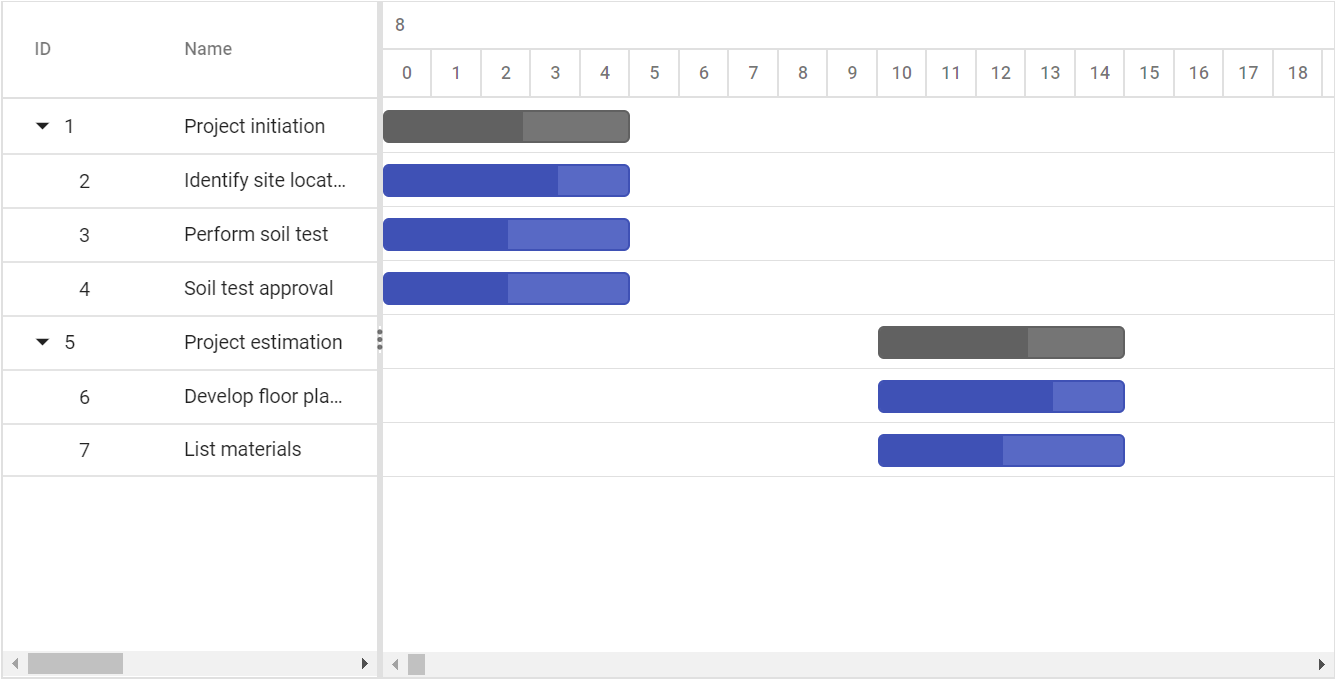 ID Name 8
0 1 2 3 4 5 6 7 8 9 10 11 12 13 14 15 16 17 18
1 Project initiation
2 Identify site locat...
3 Perform soil test
4 Soil test approval
5 Project estimation
6 Develop floor pla...
7 List materials